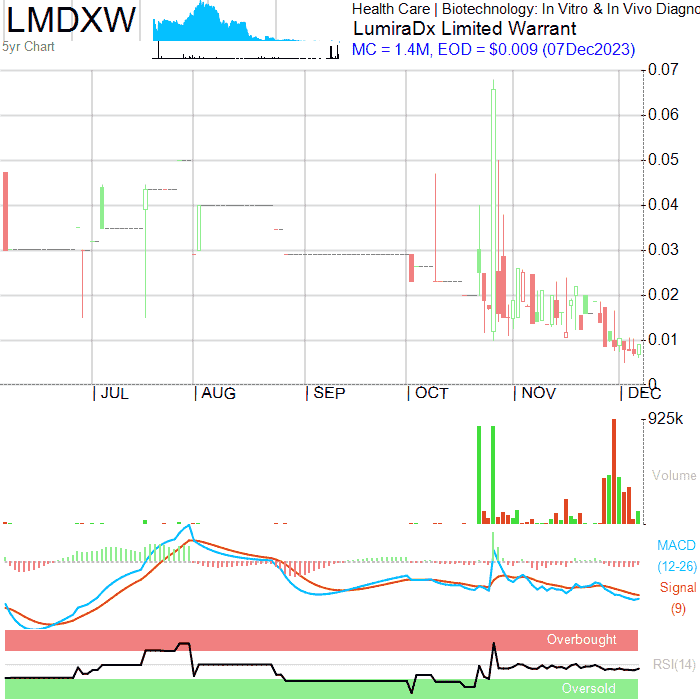 LMDXW
Health Care | Biotechnology: In Vitro & In Vivo Diagno
LumiraDx Limited Warrant
5yr Chart
MC = 1.4M, EOD = $0.009 (07Dec2023)
0.07
0.06
0.05
0.04
0.03
0.02
0.01
0
JUL AUG SEP OCT NOV DEC
925k
Volume
MACD
(12-26)
Signal
(9)
Overbought
RSI(14)
Oversold